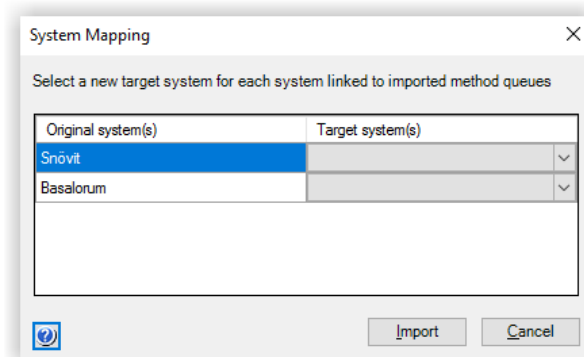 System Mapping
Select a new target system for each system linked to imported method queues
Original system(s) Target system(s)
Snövit
Basalorum
Import Cancel